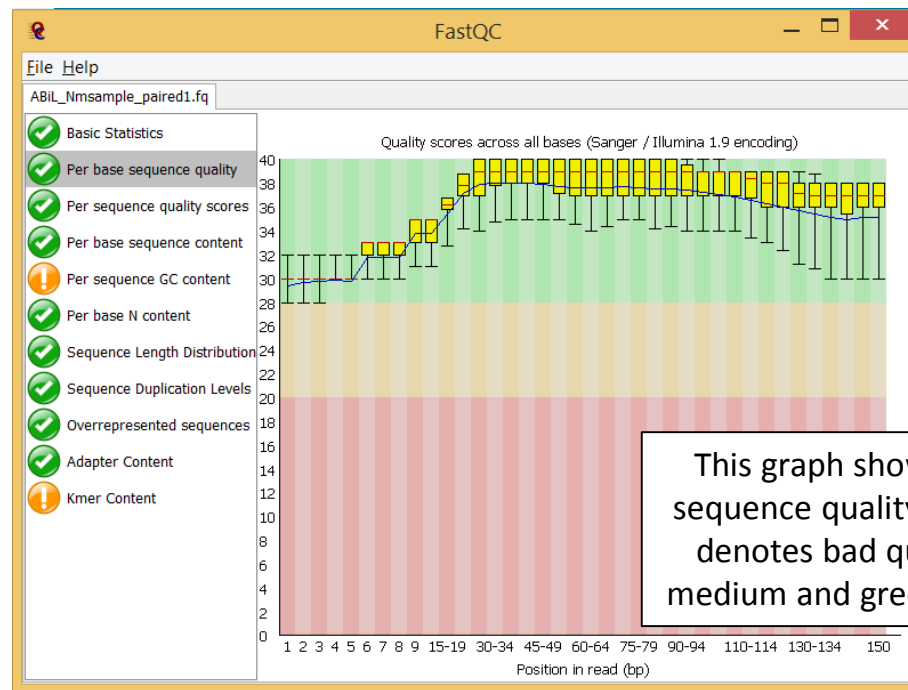 FastQC
File Help
ABiL_Nmsample_paired1.fq
Basic Statistics
Per base sequence quality
Per sequence quality scores
Per base sequence content
Per sequence GC content
Per base N content
Sequence Length Distribution
Sequence Duplication Levels
Overrepresented sequences
Adapter Content
Kmer Content
Quality scores across all bases (Sanger / Illumina 1.9 encoding)
40
38
36
34
32
30
28
26
24
22
20
18
16
14
12
10
8
6
4
2
0
1 2 3 4 5 6 7 8 9 15-19 30-34 45-49 60-64 75-79 90-94 110-114 130-134 150
Position in read (bp)
This graph
sequence quality
denotes bad
medium and